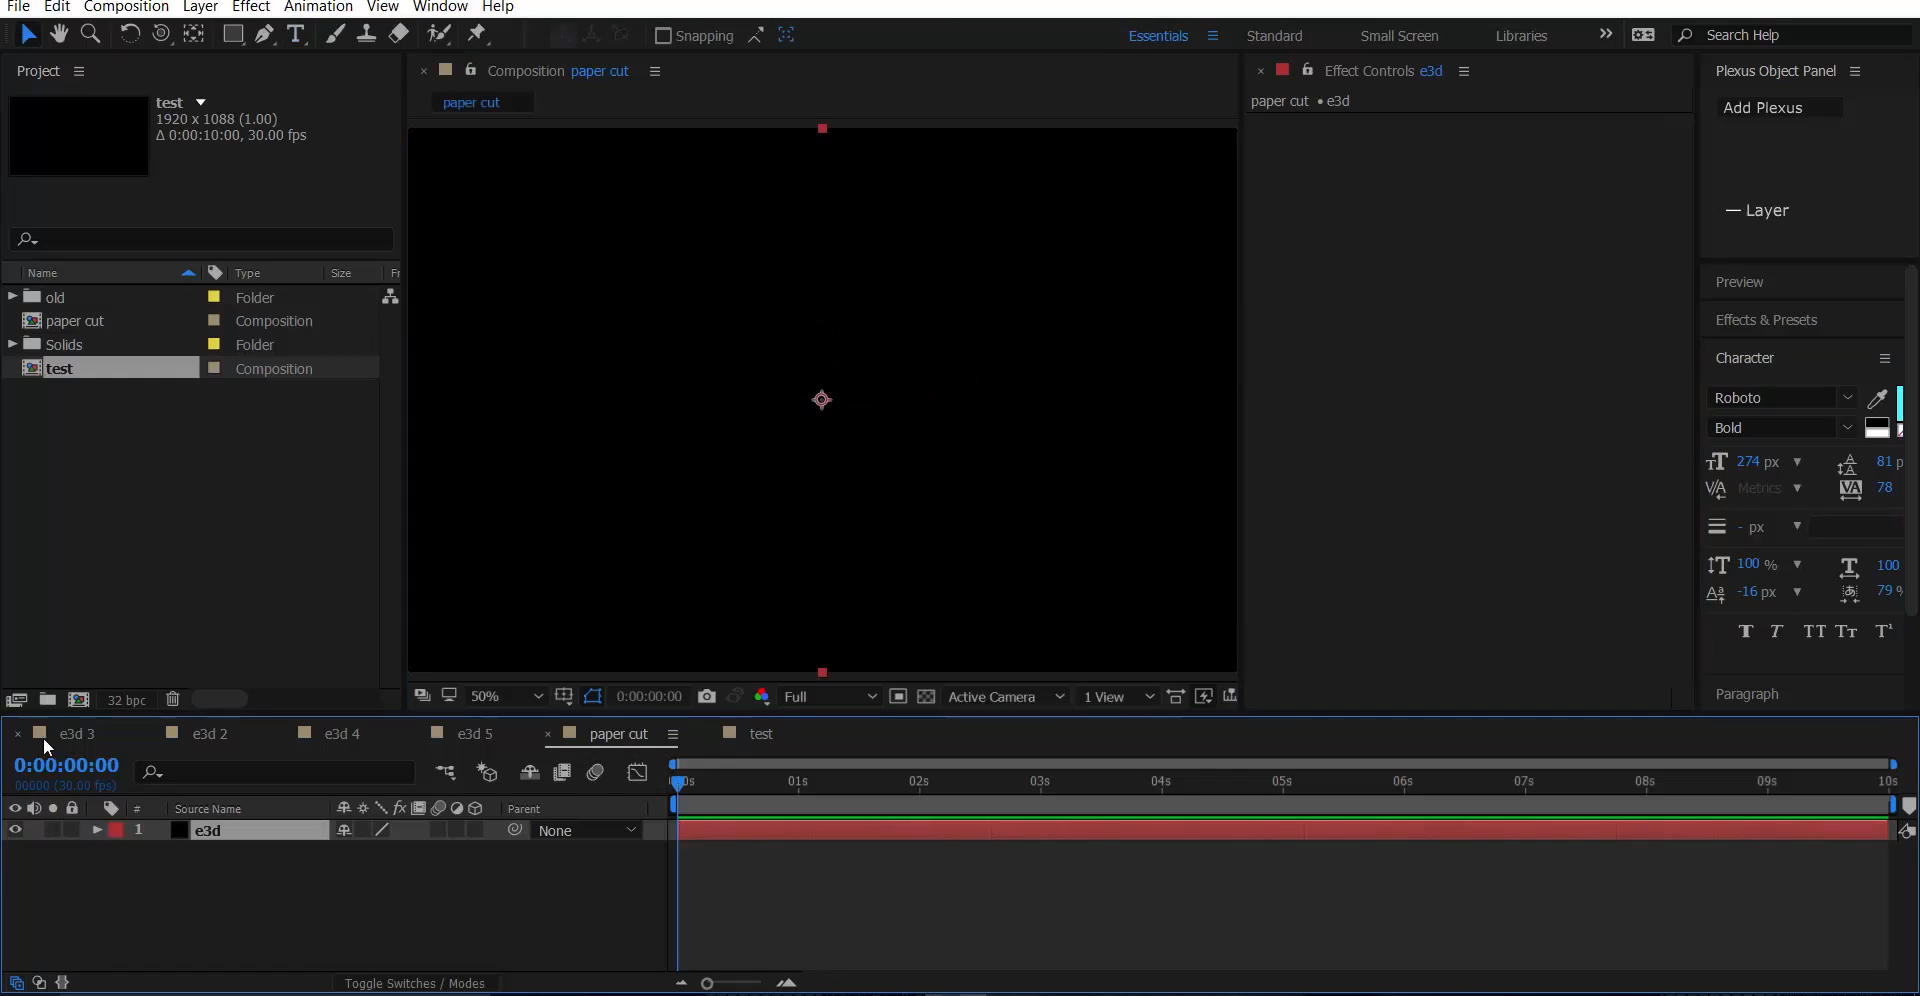 File Edit Composition Layer Effect Animation View Window Help
Snapping
Essentials Standard Small Screen Libraries
Search Help
Project
test
1920 x 1088 (1.00)
Δ 0:00:10:00, 30.00 fps
Name Type Size Fr
old Folder
paper cut Composition
Solids Folder
test Composition
32 bpc
Composition paper cut
paper cut
50% 0:00:00:00 Full Active Camera 1 View
Effect Controls e3d
paper cut • e3d
Plexus Object Panel
Add Plexus
— Layer
Preview
Effects & Presets
Character
Roboto
Bold
274 px 81 p
Metrics 78
- px
100 % 100
-16 px 79 %
T T TT Tт T¹
Paragraph
e3d 3 e3d 2 e3d 4 e3d 5 paper cut test
0:00:00:00
00000 (30.00 fps)
0s 01s 02s 03s 04s 05s 06s 07s 08s 09s 10s
# Source Name fx Parent
1 e3d None
Toggle Switches / Modes